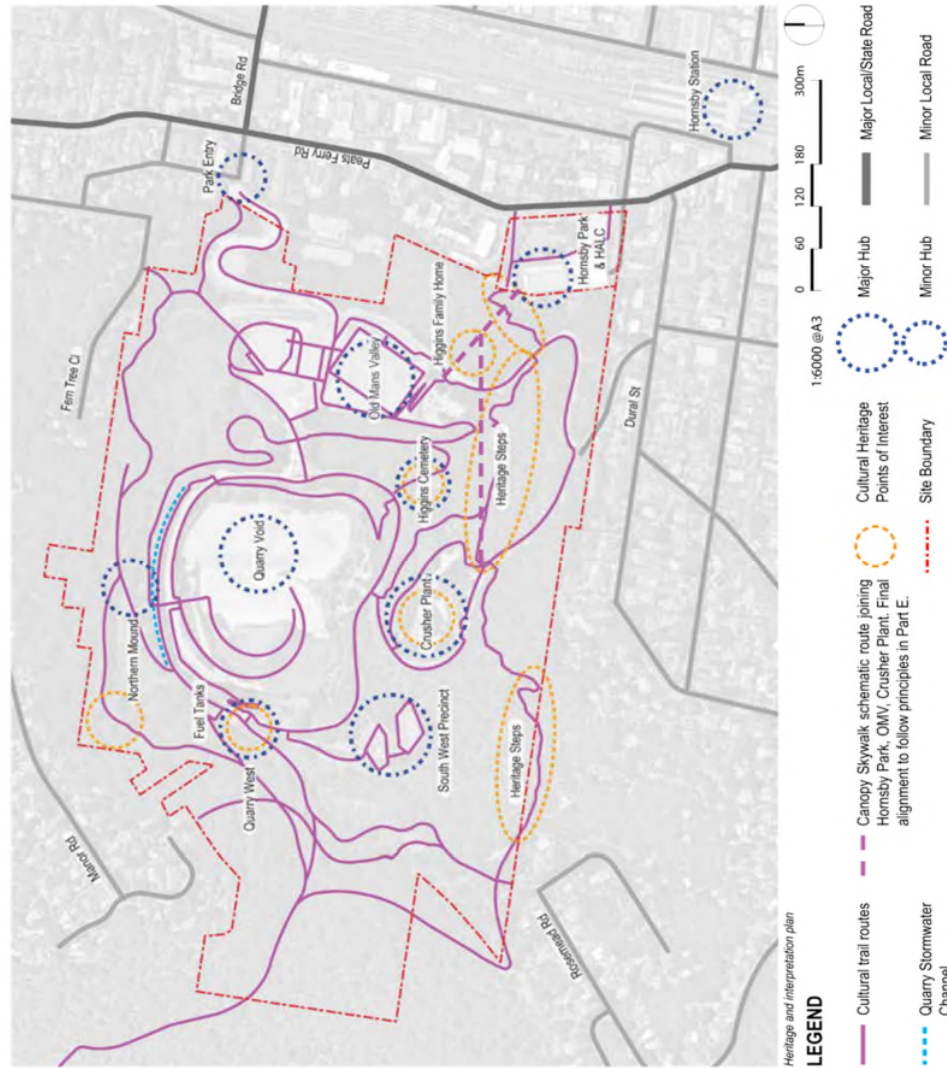 Manor Rd
Fern Tree Cl
Bridge Rd
Park Entry
Peats Ferry Rd
Northern Mound
Fuel Tanks
Quarry West
Quarry Void
Old Mans Valley
Higgins Family Home
Higgins Cemetery
Crusher Plant
South West Precinct
Heritage Steps
Heritage Steps
Hornsby Park
& HALC
Hornsby Station
Dural St
Rosemead Rd
Heritage and interpretation plan
LEGEND
1:6000 @A3
0 60 120 180 300m
Cultural trail routes
Quarry Stormwater
Channel
Canopy Skywalk schematic route joining
Hornsby Park, OMV, Crusher Plant. Final
alignment to follow principles in Part E.
Cultural Heritage
Points of Interest
Site Boundary
Major Hub
Minor Hub
Major Local/State Road
Minor Local Road